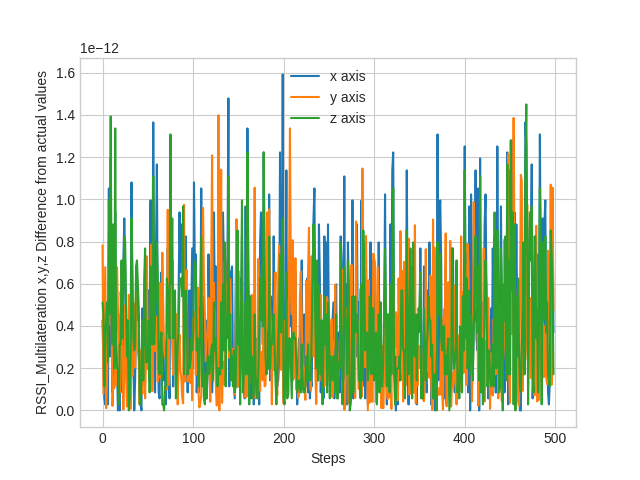 1e−12
1.6
1.4
1.2
1.0
0.8
0.6
0.4
0.2
0.0
RSSI_Multilateration x,y,z Difference from actual values
x axis
y axis
z axis
0 100 200 300 400 500
Steps